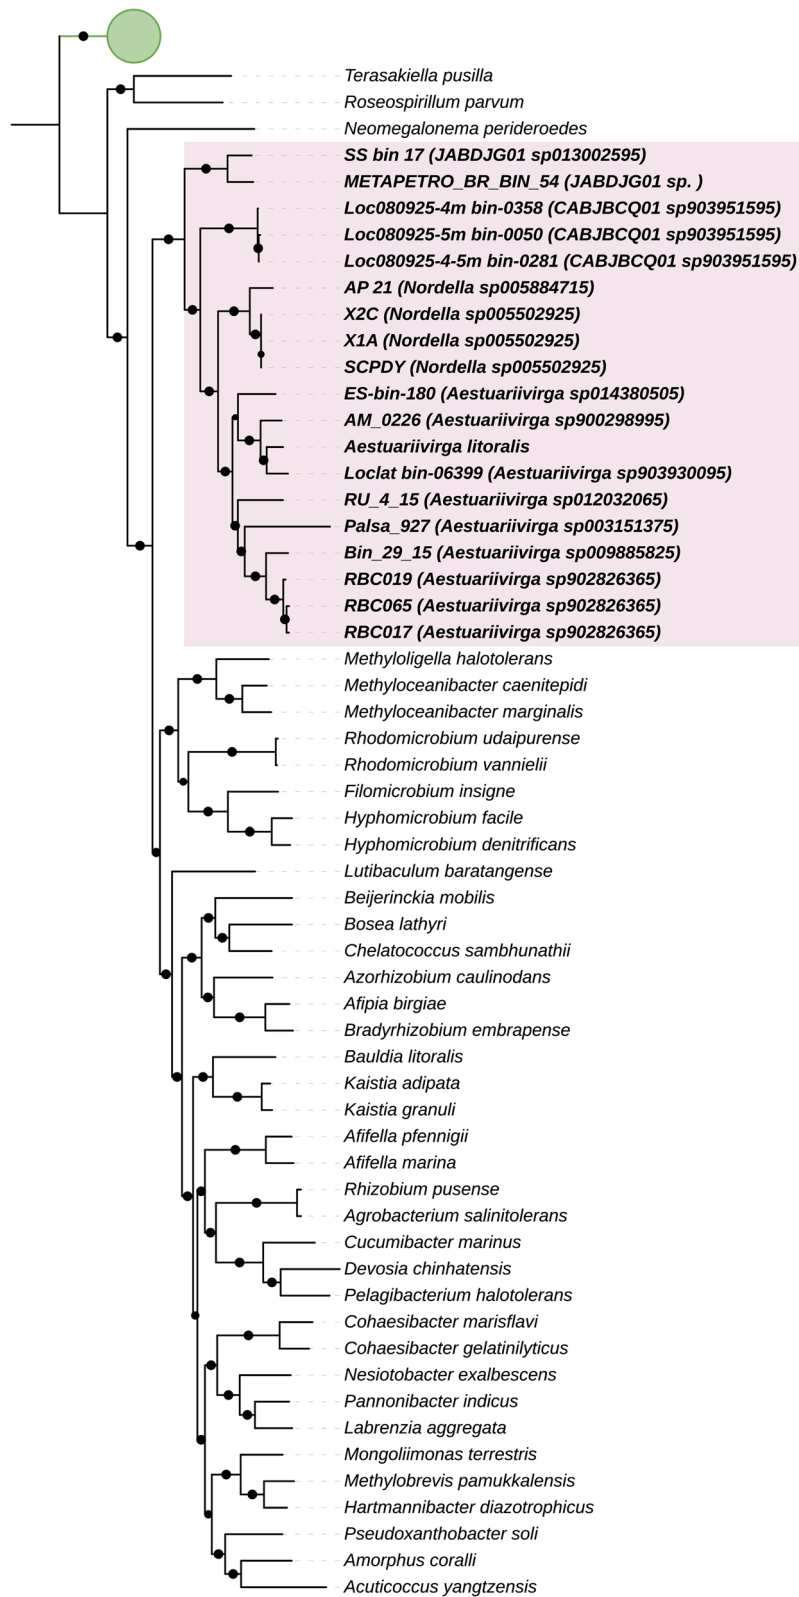 Terasakiella pusilla
Roseospirillum parvum
Neomegalonema perideroedes
SS bin 17 (JABDJG01 sp013002595)
METAPETRO_BR_BIN_54 (JABDJG01 sp. )
Loc080925-4m bin-0358 (CABJBCQ01 sp903951595)
Loc080925-5m bin-0050 (CABJBCQ01 sp903951595)
Loc080925-4-5m bin-0281 (CABJBCQ01 sp903951595)
AP 21 (Nordella sp005884715)
X2C (Nordella sp005502925)
X1A (Nordella sp005502925)
SCPDY (Nordella sp005502925)
ES-bin-180 (Aestuariivirga sp014380505)
AM_0226 (Aestuariivirga sp900298995)
Aestuariivirga litoralis
Loclat bin-06399 (Aestuariivirga sp903930095)
RU_4_15 (Aestuariivirga sp012032065)
Palsa_927 (Aestuariivirga sp003151375)
Bin_29_15 (Aestuariivirga sp009885825)
RBC019 (Aestuariivirga sp902826365)
RBC065 (Aestuariivirga sp902826365)
RBC017 (Aestuariivirga sp902826365)
Methyloligella halotolerans
Methyloceanibacter caenitepidi
Methyloceanibacter marginalis
Rhodomicrobium udaipurense
Rhodomicrobium vannielii
Filomicrobium insigne
Hyphomicrobium facile
Hyphomicrobium denitrificans
Lutibaculum baratangense
Beijerinckia mobilis
Bosea lathyri
Chelatococcus sambhunathii
Azorhizobium caulinodans
Afipia birgiae
Bradyrhizobium embrapense
Bauldia litoralis
Kaistia adipata
Kaistia granuli
Afifella pfennigii
Afifella marina
Rhizobium pusense
Agrobacterium salinitolerans
Cucumibacter marinus
Devosia chinhatensis
Pelagibacterium halotolerans
Cohaesibacter marisflavi
Cohaesibacter gelatinilyticus
Nesiotobacter exalbescens
Pannonibacter indicus
Labrenzia aggregata
Mongoliimonas terrestris
Methylobrevis pamukkalensis
Hartmannibacter diazotrophicus
Pseudoxanthobacter soli
Amorphus coralli
Acuticoccus yangtzensis